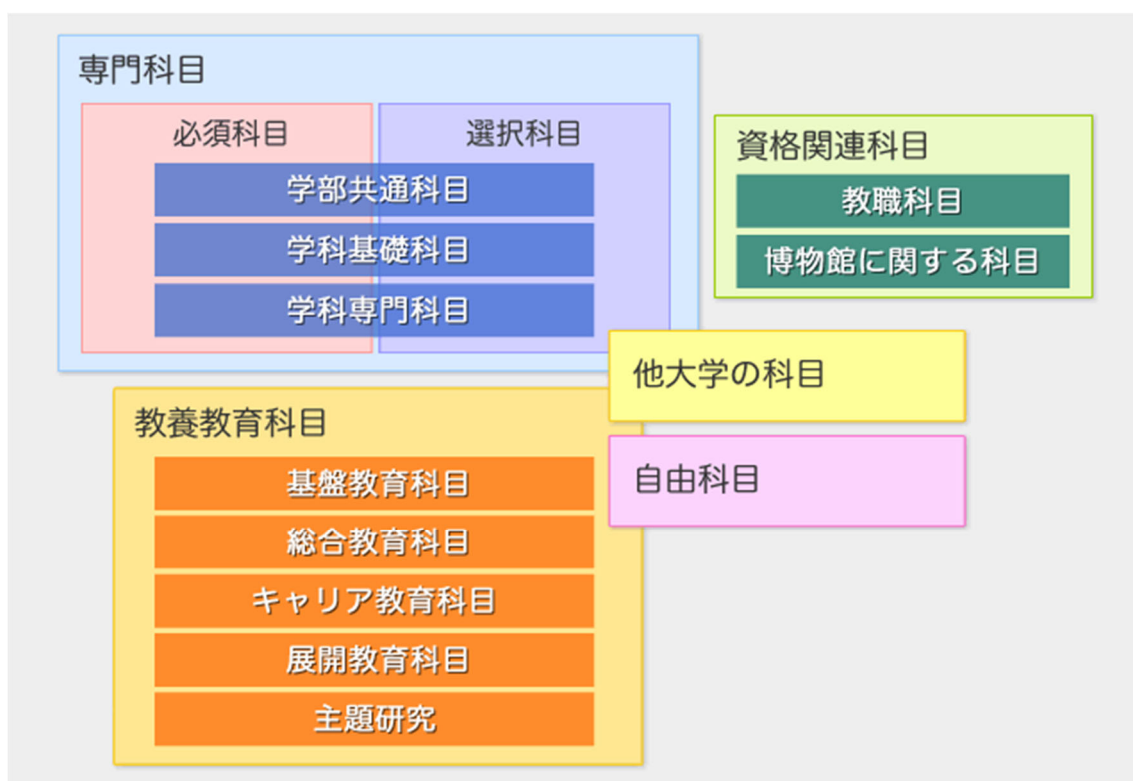 専門科目
必須科目
選択科目
学部共通科目
学科基礎科目
学科専門科目
資格関連科目
教職科目
博物館に関する科目
他大学の科目
自由科目
教養教育科目
基盤教育科目
総合教育科目
キャリア教育科目
展開教育科目
主題研究